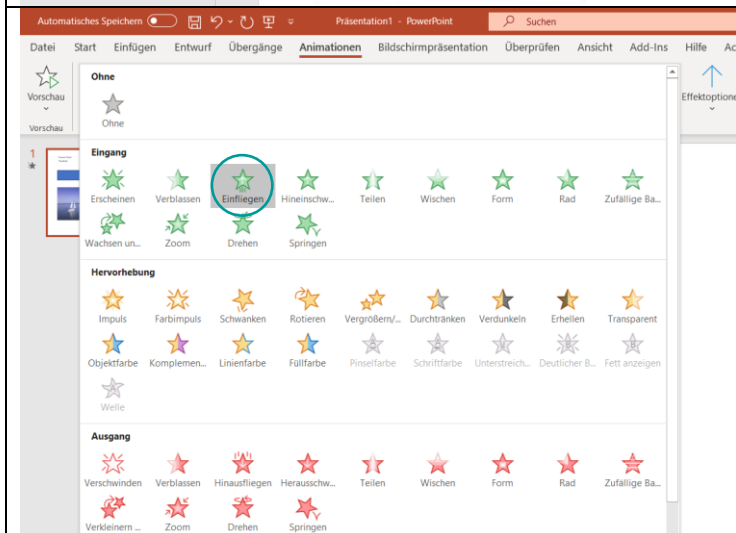 Automatisches Speichern Präsentation1 - PowerPoint Suchen
Datei Start Einfügen Entwurf Übergänge Animationen Bildschirmpräsentation Überprüfen Ansicht Add-Ins Hilfe Ac
Vorschau
Vorschau
Effektoptione
1
Ohne
Ohne
Eingang
Erscheinen Verblassen Einfliegen Hineinschw... Teilen Wischen Form Rad Zufällige Ba...
Wachsen un... Zoom Drehen Springen
Hervorhebung
Impuls Farbimpuls Schwanken Rotieren Vergrößern/... Durchtränken Verdunkeln Erhellen Transparent
Objektfarbe Komplemen... Linienfarbe Füllfarbe Pinselfarbe Schriftfarbe Unterstreich... Deutlicher B... Fett anzeigen
Welle
Ausgang
Verschwinden Verblassen Hinausfliegen Herausschw... Teilen Wischen Form Rad Zufällige Ba...
Verkleinern ... Zoom Drehen Springen